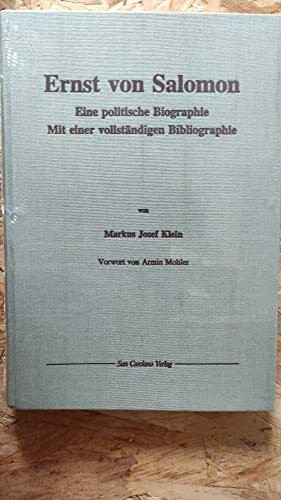 Ernst von Salomon
Eine politische Biographie
Mit einer vollständigen Bibliographie
von
Markus Josef Klein
Vorwort von Armin Mohler
San Casciano Verlag